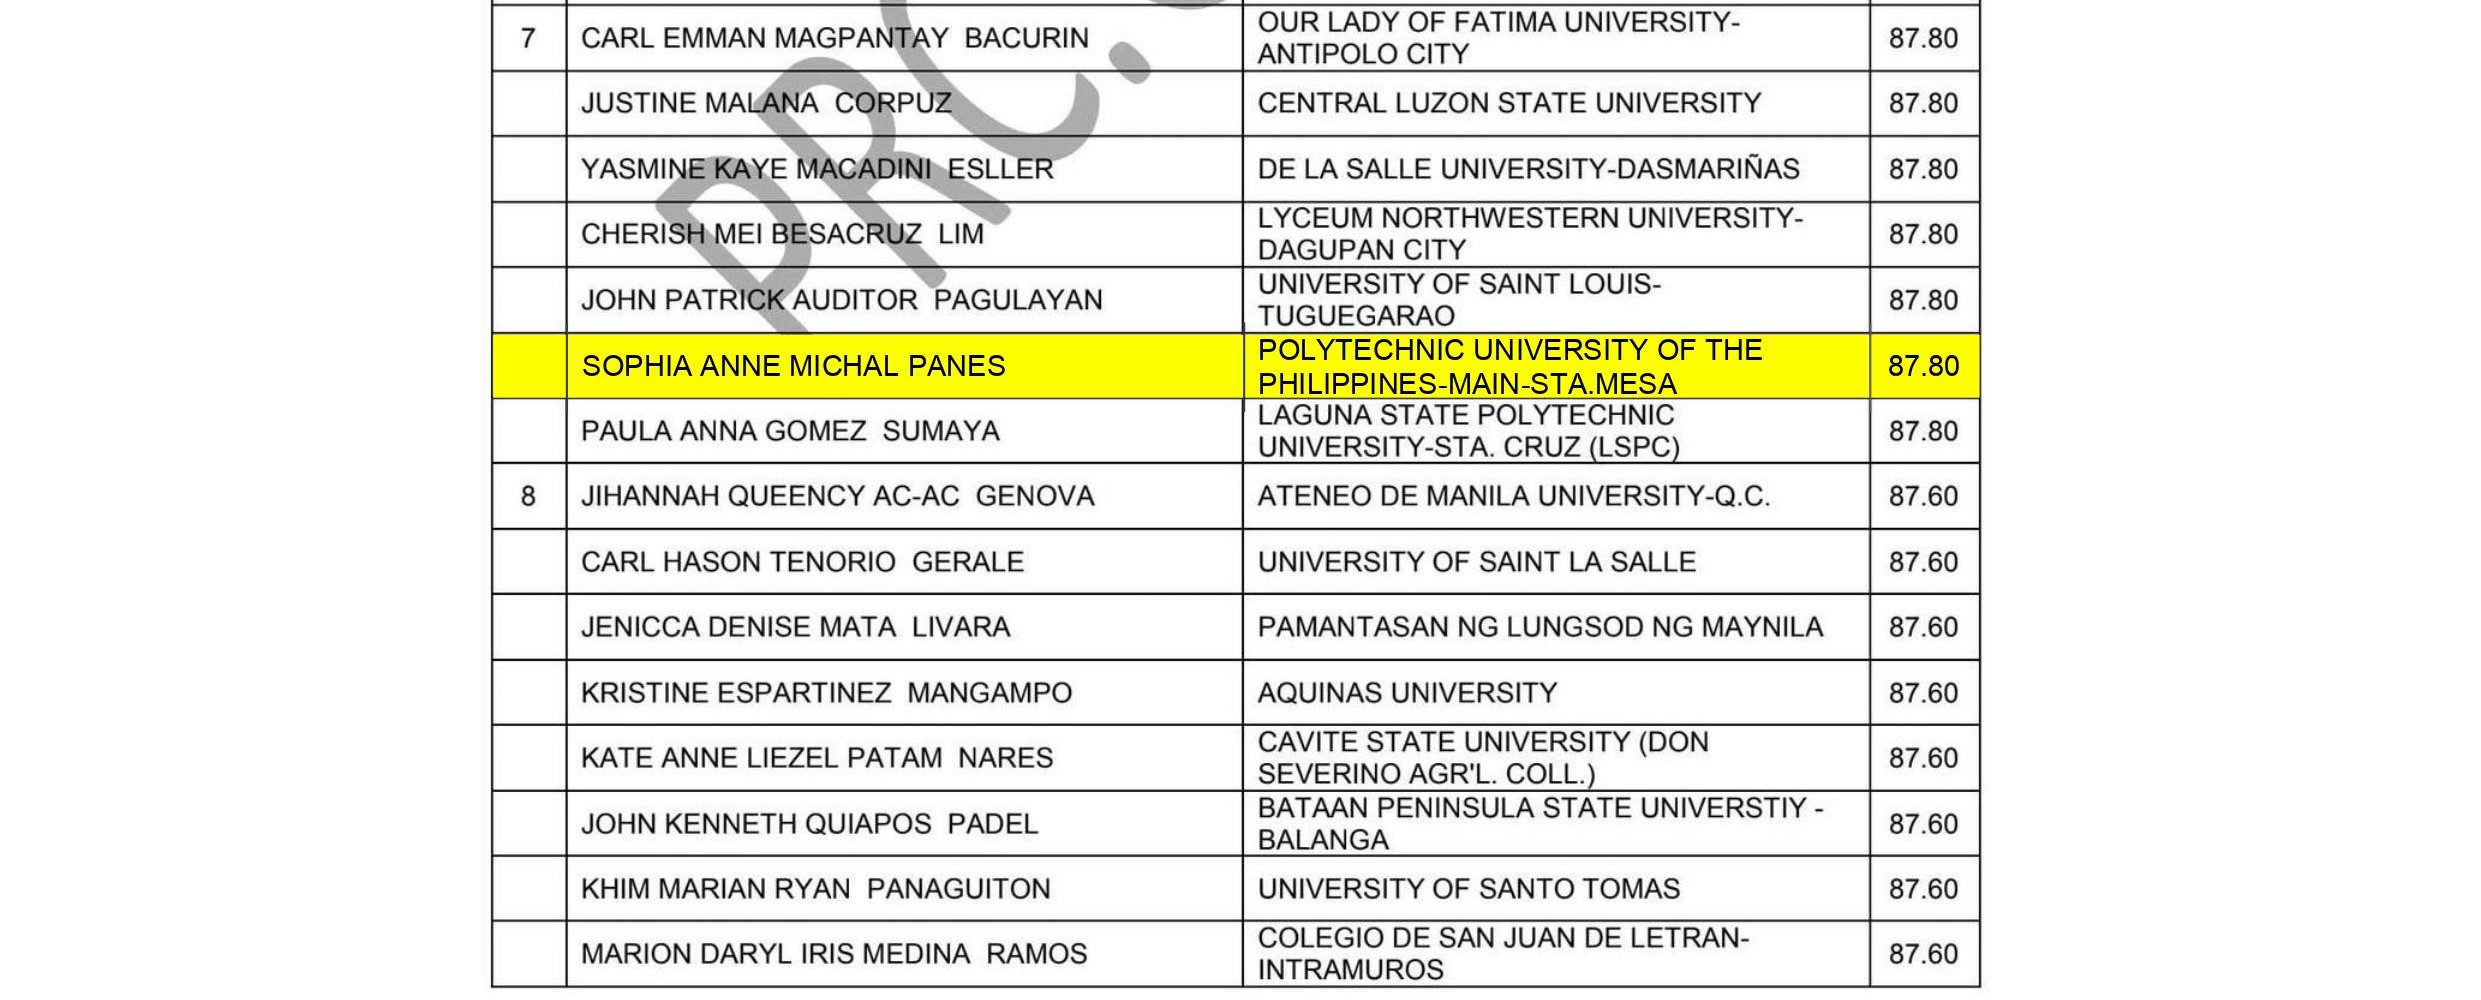 7 CARL EMMAN MAGPANTAY BACURIN OUR LADY OF FATIMA UNIVERSITY-
ANTIPOLO CITY 87.80
JUSTINE MALANA CORPUZ CENTRAL LUZON STATE UNIVERSITY 87.80
YASMINE KAYE MACADINI ESLLER DE LA SALLE UNIVERSITY-DASMARIÑAS 87.80
CHERISH MEI BESACRUZ LIM LYCEUM NORTHWESTERN UNIVERSITY-
DAGUPAN CITY 87.80
JOHN PATRICK AUDITOR PAGULAYAN UNIVERSITY OF SAINT LOUIS-
TUGUEGARAO 87.80
SOPHIA ANNE MICHAL PANES POLYTECHNIC UNIVERSITY OF THE
PHILIPPINES-MAIN-STA.MESA 87.80
PAULA ANNA GOMEZ SUMAYA LAGUNA STATE POLYTECHNIC
UNIVERSITY-STA. CRUZ (LSPC) 87.80
8 JIHANNAH QUEENCY AC-AC GENOVA ATENEO DE MANILA UNIVERSITY-Q.C. 87.60
CARL HASON TENORIO GERALE UNIVERSITY OF SAINT LA SALLE 87.60
JENICCA DENISE MATA LIVARA PAMANTASAN NG LUNGSOD NG MAYNILA 87.60
KRISTINE ESPARTINEZ MANGAMPO AQUINAS UNIVERSITY 87.60
KATE ANNE LIEZEL PATAM NARES CAVITE STATE UNIVERSITY (DON
SEVERINO AGR'L. COLL.) 87.60
JOHN KENNETH QUIAPOS PADEL BATAAN PENINSULA STATE UNIVERSTIY -
BALANGA 87.60
KHIM MARIAN RYAN PANAGUITON UNIVERSITY OF SANTO TOMAS 87.60
MARION DARYL IRIS MEDINA RAMOS COLEGIO DE SAN JUAN DE LETRAN-
INTRAMUROS 87.60
PRC.